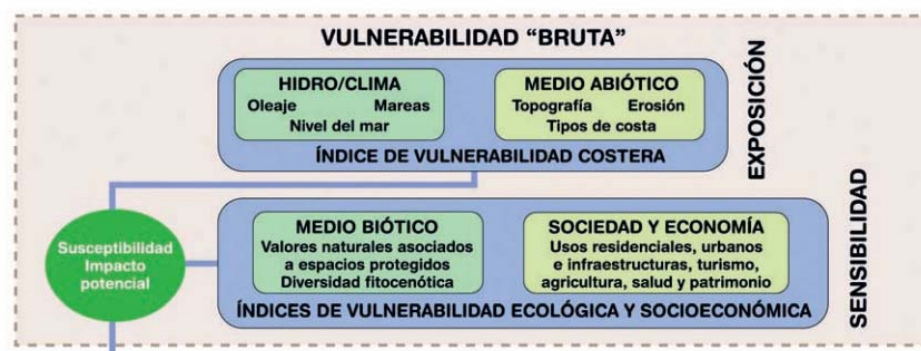 VULNERABILIDAD “BRUTA”
HIDRO/CLIMA
Oleaje Mareas
Nivel del mar
MEDIO ABIÓTICO
Topografía Erosión
Tipos de costa
ÍNDICE DE VULNERABILIDAD COSTERA
EXPOSICIÓN
Susceptibilidad
Impacto
potencial
MEDIO BIÓTICO
Valores naturales asociados
a espacios protegidos
Diversidad fitocenótica
SOCIEDAD Y ECONOMÍA
Usos residenciales, urbanos
e infraestructuras, turismo,
agricultura, salud y patrimonio
ÍNDICES DE VULNERABILIDAD ECOLÓGICA Y SOCIOECONÓMICA
SENSIBILIDAD